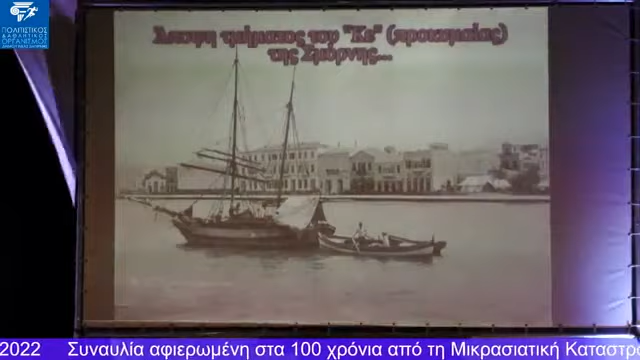 ΠΟΛΙΤΙΣΤΙΚΟΣ
& ΑΘΛΗΤΙΚΟΣ
ΟΡΓΑΝΙΣΜΟΣ
Άποψη τμήματος του "Κε" (προκυμαίας)
της Σμύρνης...
2022 Συναυλία αφιερωμένη στα 100 χρόνια από τη Μικρασιατική Καταστρο